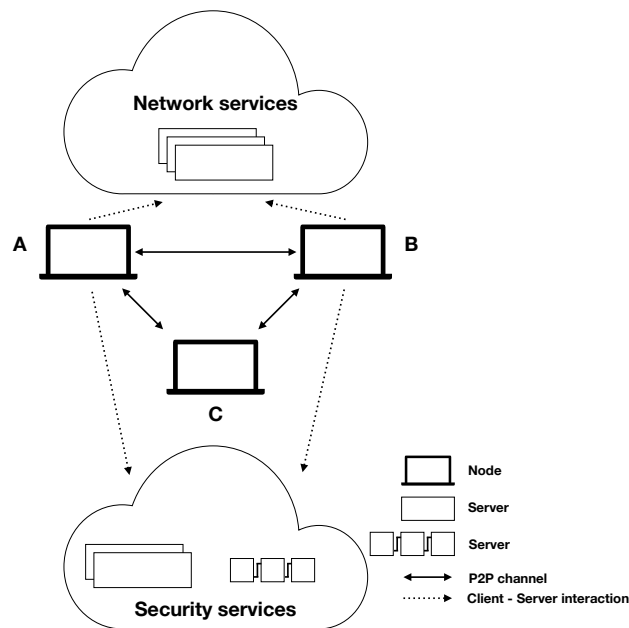 Network services
A
B
C
Node
Server
Server
P2P channel
Client - Server interaction
Security services